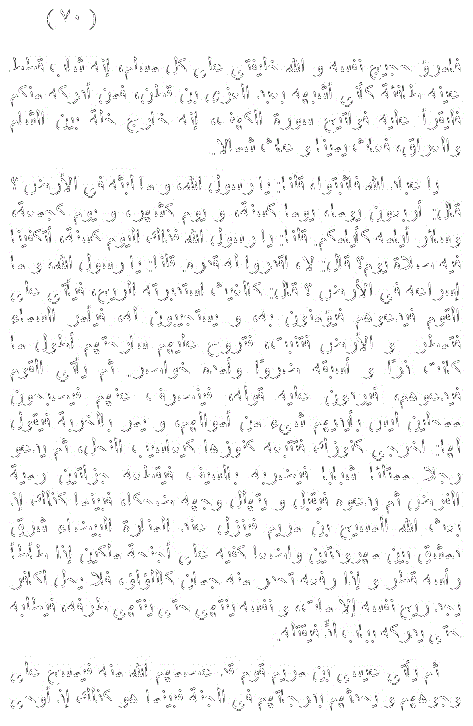 ( ٧٠ )
فامرؤ حجيج نفسه و الله خليفتي على كل مسلم، إنه شاب قطط
عينه طافئة كأني أشبهه بعبد العزى بن قطن، فمن أدركه منكم
فليقرأ عليه فواتيح سورة الكهف، إنه خارج خلة بين الشام
والعراق، فعاث يمينا و عاث شمالا.
يا عباد الله فاثبتوا، قلنا: يا رسول الله، و ما لبثه في الأرض ؟
قال: أربعون يوما، يوما كسنة، و يوم كشهر، و يوم كجمعة،
وسائر أيامه كأيامكم. قلنا: يا رسول الله فذلك اليوم كسنة، أتكفينا
فيه صلاة يوم؟ قال: لا، اقدروا له قدره. قلنا: يا رسول الله، و ما
إسراعه في الأرض ؟ قال: كالغيث استدبرته الريح، فيأتي على
القوم فيدعوهم فيؤمنون به، و يستجيبون له، فيأمر السماء
فتمطر و الأرض فتنبت، فتروح عليهم سارحتهم أطول ما
كانت ذرًا و أسبغه ضروعًا وأمده خواصر. ثم يأتي القوم
فيدعوهم، فيردون عليه قوله، فينصرف عنهم فيصبحون
ممحلين ليس بأيديهم شيء من أموالهم، و يمر بالخربة فيقول
لها: أخرجي كنوزك، فتتبعه كنوزها كيعاسيب النحل، ثم يدعو
رجلا ممتلئا شبابا فيضربه بالسيف، فيقطعه جزلتين رمية
الغرض ثم يدعوه فيقبل و يتهلل وجهه ضحكا، فبينما كذلك إذ
بعث الله المسيح بن مريم فينزل عند المنارة البيضاء شرق
دمشق بين مهرودتين واضعا كفيه على أجنحة ملكين إذا طأطأ
رأسه قطر و إذا رفعه تحدر منه جمان كاللؤلؤ، فلا يحل لكافر
يجد ريح نفسه إلا مات، و نفسه ينتهي حتى ينتهي طرفه، فيطلبه
حتى يدركه بباب لدٍّ فيقتله.
ثم يأتي عيسى بن مريم قوم قد عصمهم الله منه فيمسح على
وجوههم و يحدثهم بدرجاتهم في الجنة فبينما هو كذلك إذ أوحى